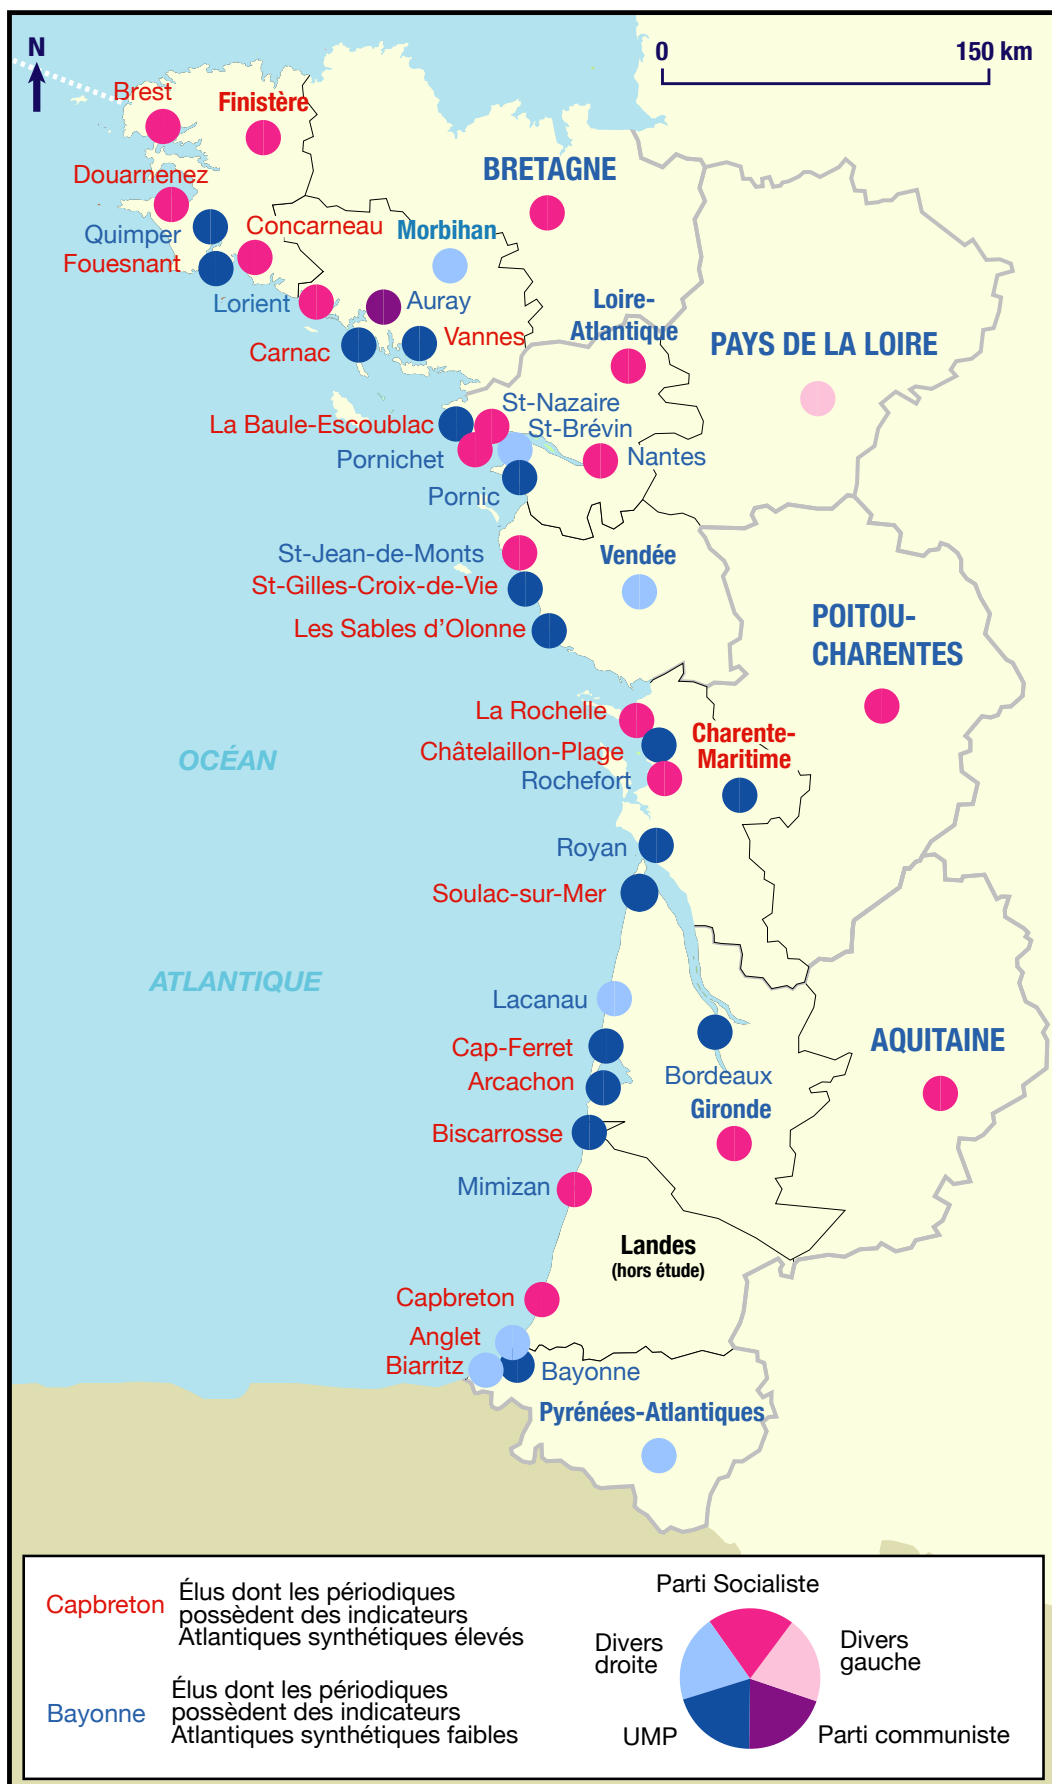 N
0
150 km
Brest
Finistère
BRETAGNE
Douarnenez
Quimper
Concarneau
Morbihan
Fouesnant
Lorient
Auray
Loire-
Atlantique
Vannes
Carnac
PAYS DE LA LOIRE
St-Nazaire
La Baule-Escoublac
St-Brévin
Pornichet
Nantes
Pornic
St-Jean-de-Monts
Vendée
St-Gilles-Croix-de-Vie
Les Sables d’Olonne
POITOU-
CHARENTES
La Rochelle
Charente-
Maritime
Châtelaillon-Plage
OCÉAN
Rochefort
Royan
Soulac-sur-Mer
ATLANTIQUE
Lacanau
Cap-Ferret
AQUITAINE
Arcachon
Bordeaux
Gironde
Biscarrosse
Mimizan
Landes
(hors étude)
Capbreton
Anglet
Biarritz
Bayonne
Pyrénées-Atlantiques
Capbreton
Élus dont les périodiques
possèdent des indicateurs
Atlantiques synthétiques élevés
Bayonne
Élus dont les périodiques
possèdent des indicateurs
Atlantiques synthétiques faibles
Parti Socialiste
Divers
droite
Divers
gauche
UMP
Parti communiste